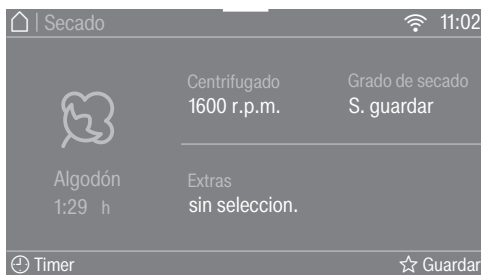 | Secado 11:02
Centrifugado
1600 r.p.m.
Grado de secado
S. guardar
Algodón
1:29 h
Extras
sin seleccion.
Timer
Guardar